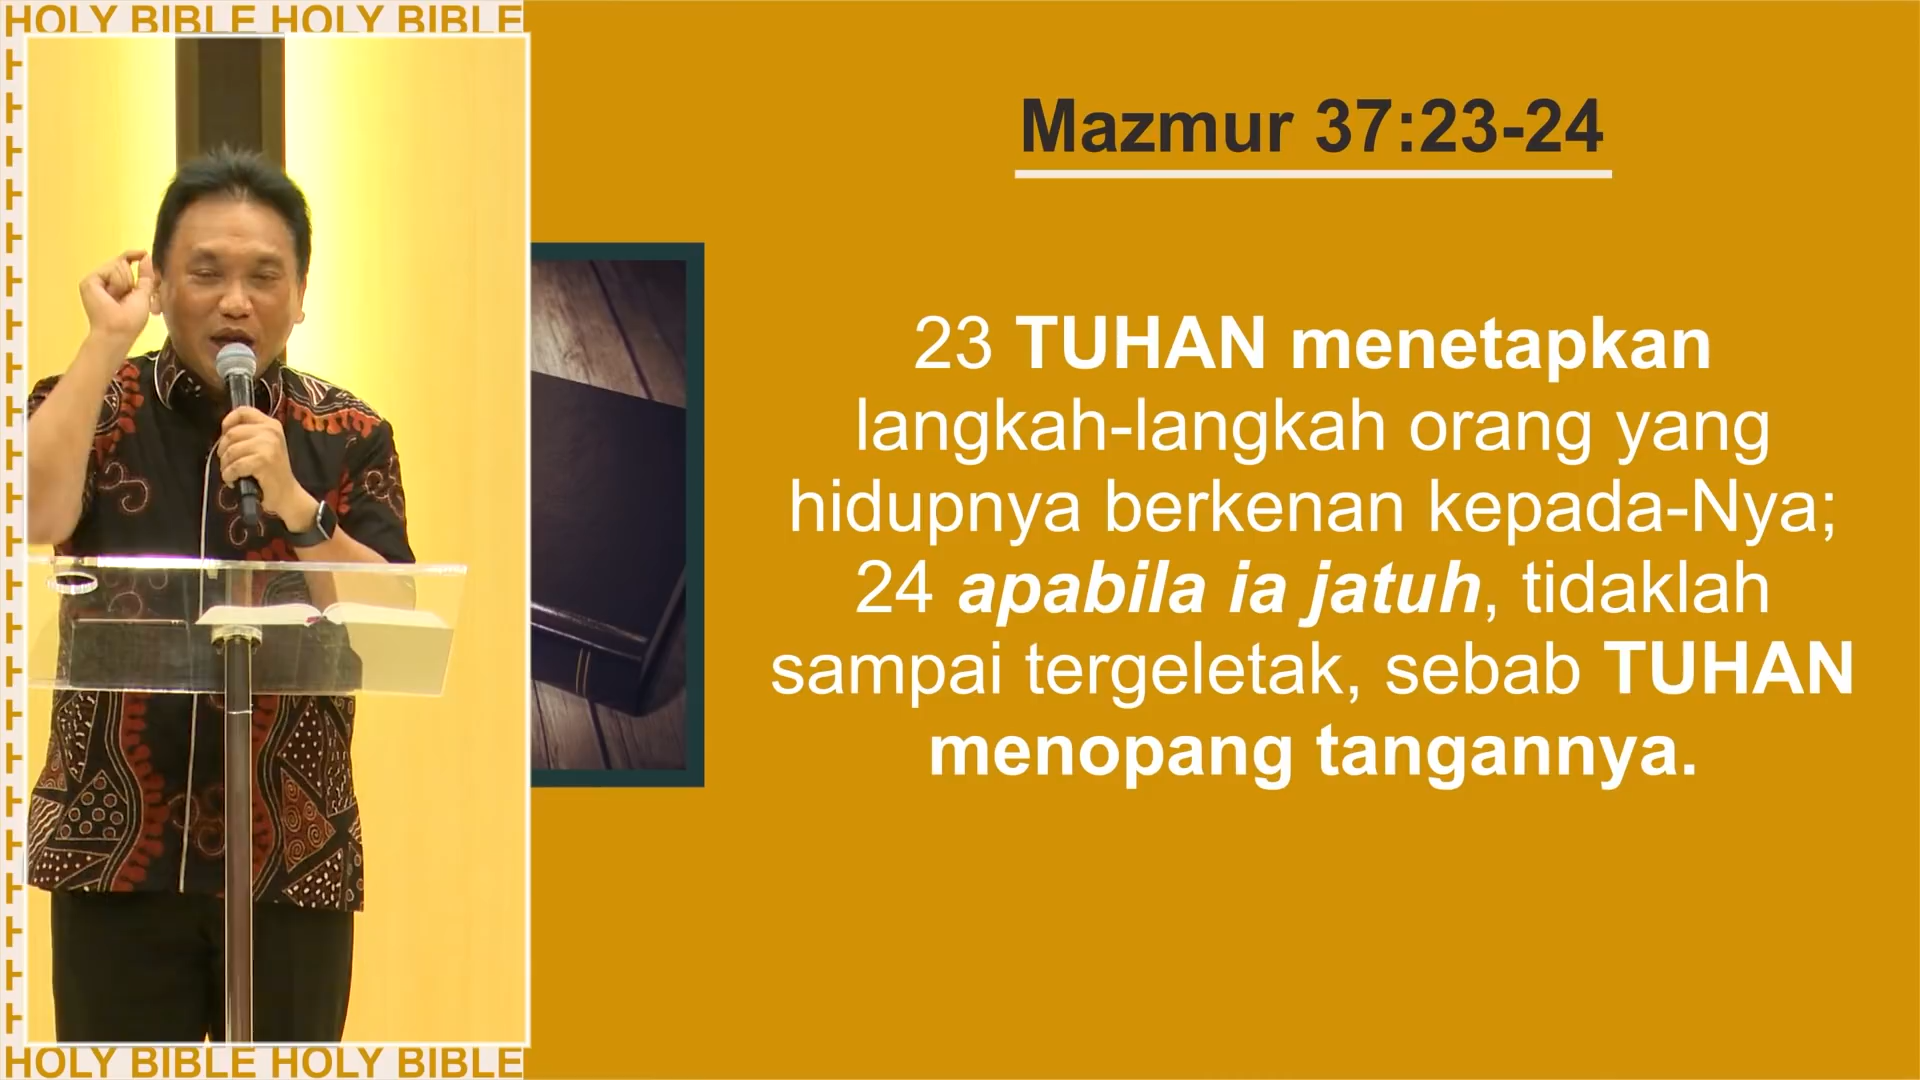 HOLY BIBLE HOLY BIBLE
Mazmur 37:23-24
23 TUHAN menetapkan
langkah-langkah orang yang
hidupnya berkenan kepada-Nya;
24 apabila ia jatuh, tidaklah
sampai tergeletak, sebab TUHAN
menopang tangannya.
HOLY BIBLE HOLY BIBLE